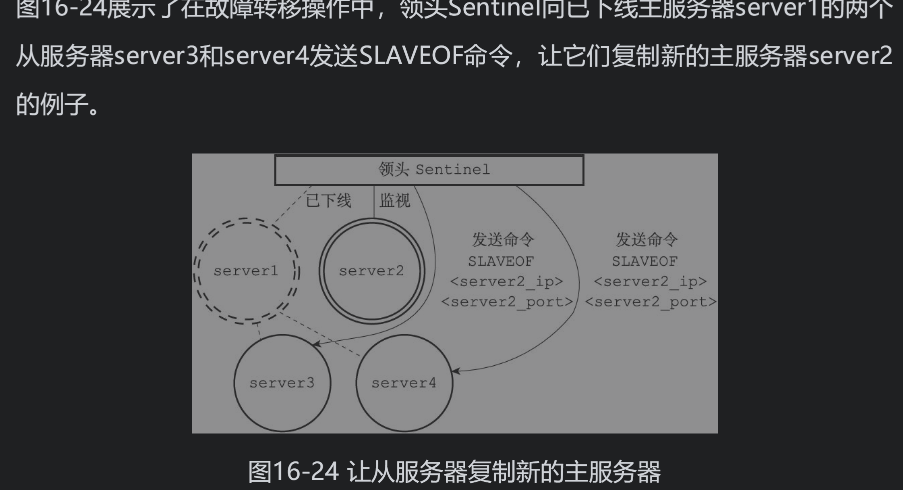 图16-24展示了在故障转移操作中，领头Sentinel向已下线主服务器server1的两个
从服务器server3和server4发送SLAVEOF命令，让它们复制新的主服务器server2
的例子。
领头 Sentinel
已下线
监视
server1
server2
发送命令
SLAVEOF
<server2_ip>
<server2_port>
发送命令
SLAVEOF
<server2_ip>
<server2_port>
server3
server4
图16-24 让从服务器复制新的主服务器